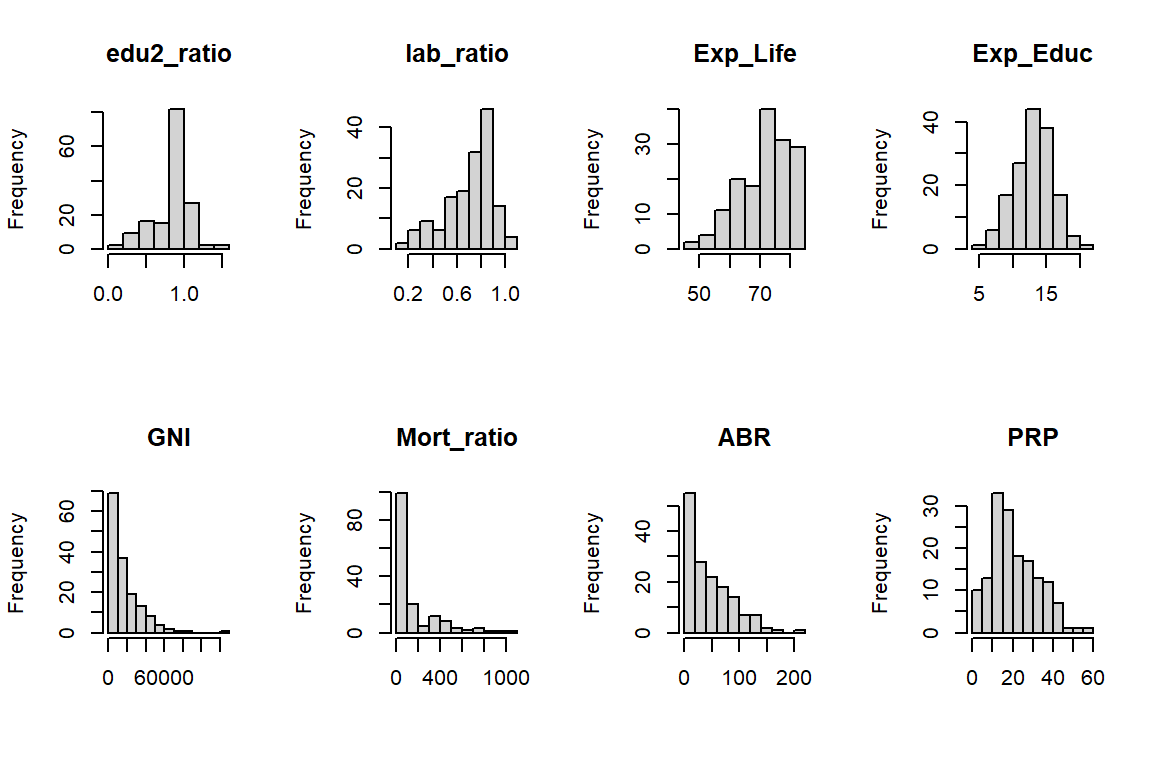 edu2_ratio
Frequency
0 20 60
0.0 1.0
lab_ratio
Frequency
0 20 40
0.2 0.6 1.0
Exp_Life
Frequency
0 10 30
50 70
Exp_Educ
Frequency
0 20 40
5 15
GNI
Frequency
0 20 40 60
0 60000
Mort_ratio
Frequency
0 40 80
0 400 1000
ABR
Frequency
0 20 40
0 100 200
PRP
Frequency
0 10 20 30
0 20 40 60